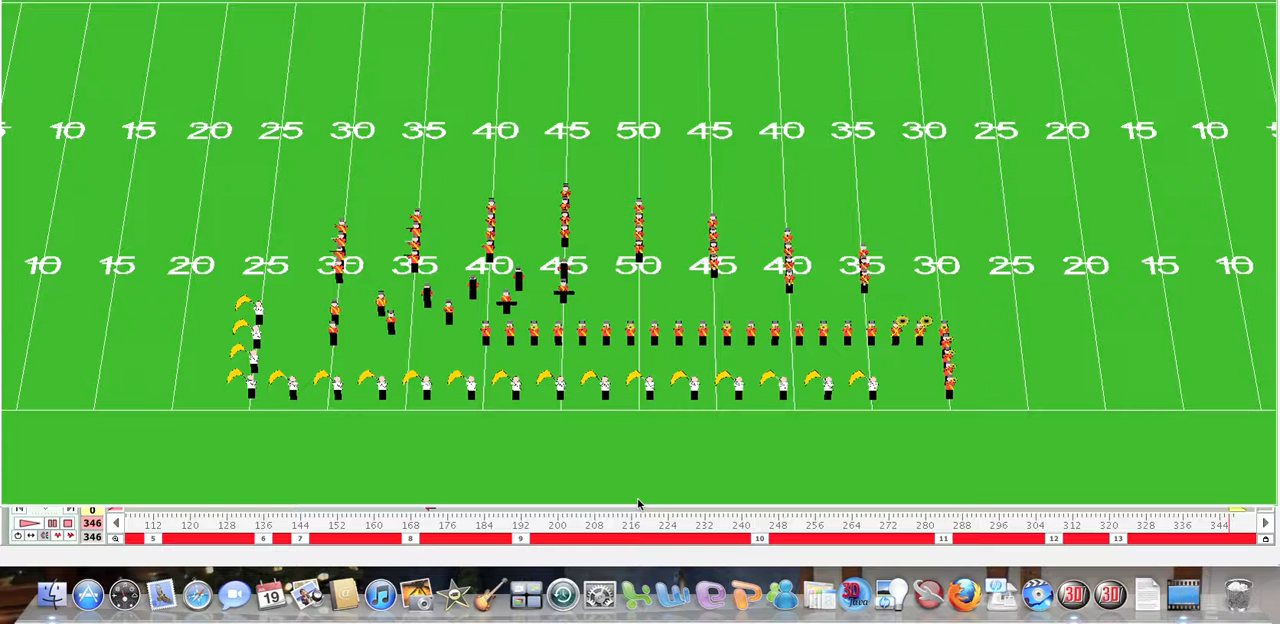 10 15 20 25 30 35 40 45 50 45 40 35 30 25 20 15 10
10 15 20 25 30 35 40 45 50 45 40 35 30 25 20 15 10
0
346 112 120 128 136 144 152 160 168 176 184 192 200 208 216 224 232 240 248 256 264 272 280 288 296 304 312 320 328 336 344
346 5 6 7 8 9 10 11 12 13
19 3D Java 3D 3D